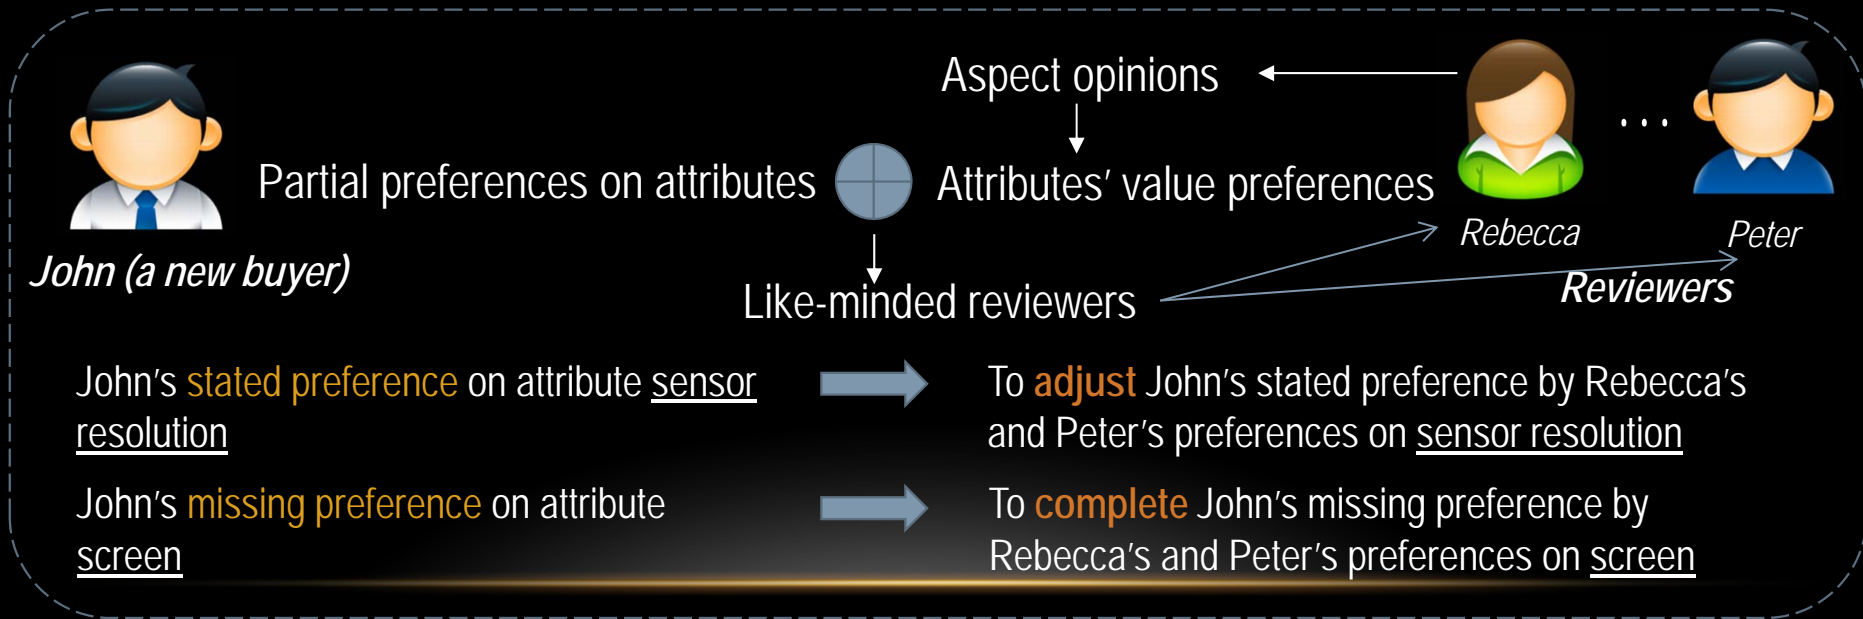 Aspect opinions
...
Partial preferences on attributes
Attributes’ value preferences
Rebecca
Peter
John (a new buyer)
Reviewers
Like-minded reviewers
John’s stated preference on attribute sensor
resolution
To adjust John’s stated preference by Rebecca’s
and Peter’s preferences on sensor resolution
John’s missing preference on attribute
screen
To complete John’s missing preference by
Rebecca’s and Peter’s preferences on screen